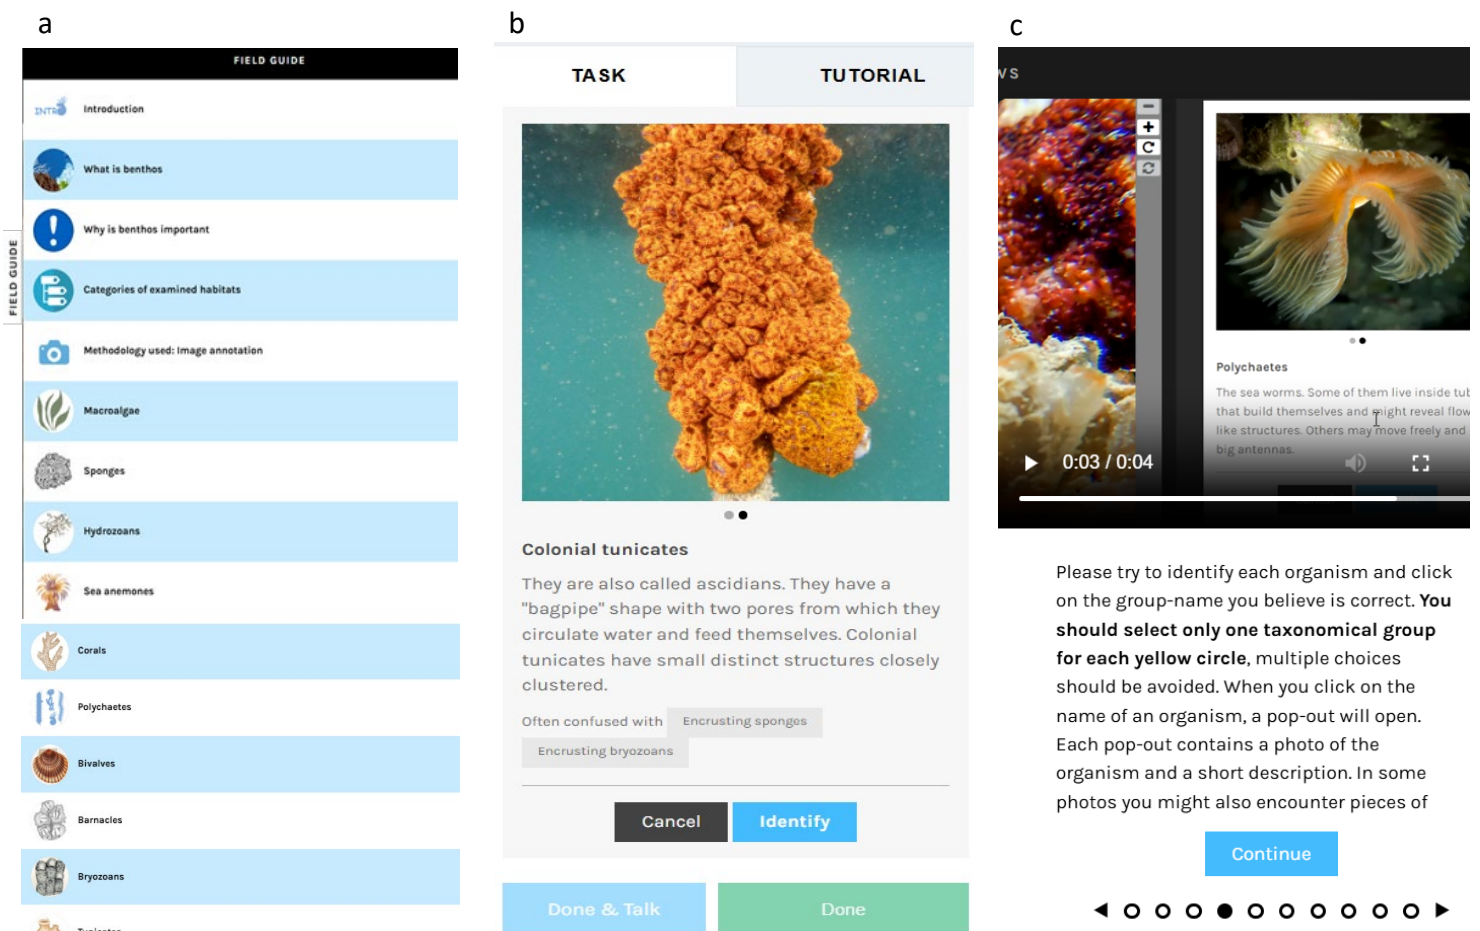 a
FIELD GUIDE
FIELD GUIDE
INTRO
Introduction
What is benthos
Why is benthos important
Categories of examined habitats
Methodology used: Image annotation
Macroalgae
Sponges
Hydrozoans
Sea anemones
Corals
Polychaetes
Bivalves
Barnacles
Bryozoans
b
TASK
TUTORIAL
Colonial tunicates
They are also called ascidians. They have a
"bagpipe" shape with two pores from which they
circulate water and feed themselves. Colonial
tunicates have small distinct structures closely
clustered.
Often confused with Encrusting sponges
Encrusting bryozoans
Cancel
Identify
Done & Talk
Done
c
WS
Polychaetes
The sea worms. Some of them live inside tub
that build themselves and might reveal flow
like structures. Others may move freely and
big antennas.
0:03 / 0:04
Please try to identify each organism and click
on the group-name you believe is correct. You
should select only one taxonomical group
for each yellow circle, multiple choices
should be avoided. When you click on the
name of an organism, a pop-out will open.
Each pop-out contains a photo of the
organism and a short description. In some
photos you might also encounter pieces of
Continue